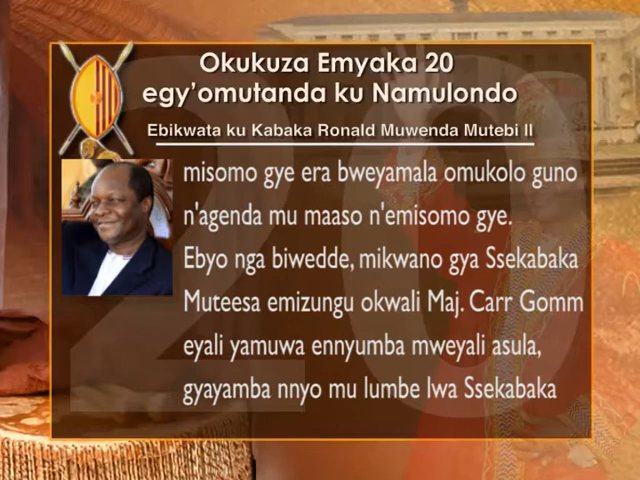 Okukuza Emyaka 20
egy'omutanda ku Namulondo
Ebikwata ku Kabaka Ronald Muwenda Mutebi II
misomo gye era bweyamala omukolo guno
n'agenda mu maaso n'emisomo gye.
Ebyo nga biwedde, mikwano gya Ssekabaka
Muteesa emizungu okwali Maj. Carr Gomm
eyali yamuwa ennyumba mweyali asula,
gyayamba nnyo mu lumbe lwa Ssekabaka
20